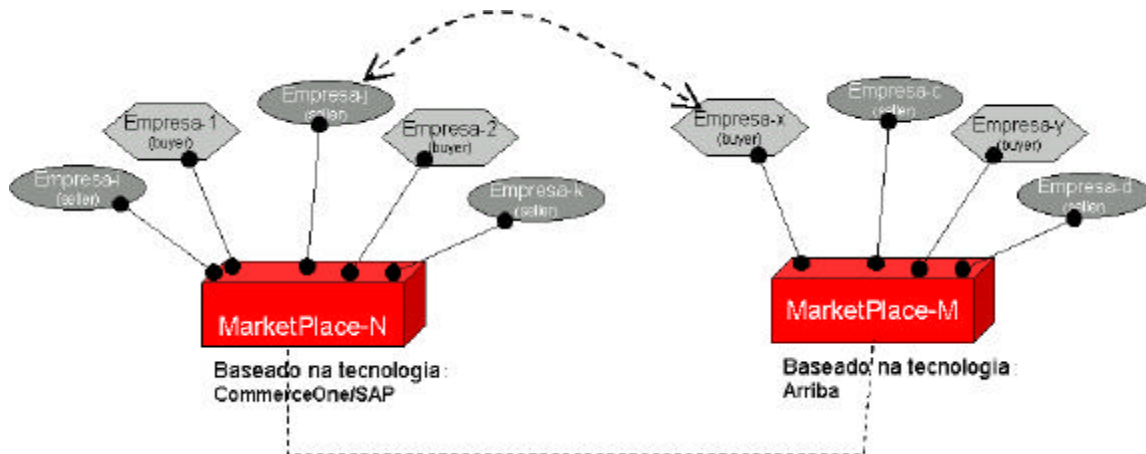 Empresa-j
(seller)
Empresa-1
(buyer)
Empresa-2
(buyer)
Empresa-i
(seller)
Empresa-k
(seller)
MarketPlace-N
Baseado na tecnologia:
CommerceOne/SAP
Empresa-c
(seller)
Empresa-x
(buyer)
Empresa-y
(buyer)
Empresa-d
(seller)
MarketPlace-M
Baseado na tecnologia:
Arriba